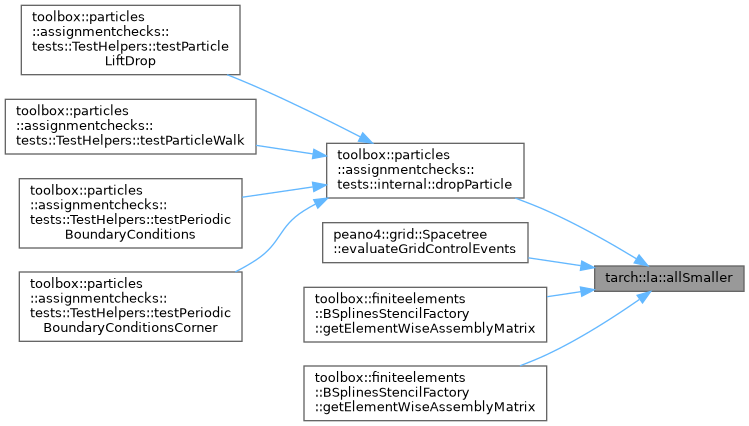 toolbox::particles
::assignmentchecks::
tests::TestHelpers::testParticle
LiftDrop
toolbox::particles
::assignmentchecks::
tests::TestHelpers::testParticleWalk
toolbox::particles
::assignmentchecks::
tests::TestHelpers::testPeriodic
BoundaryConditions
toolbox::particles
::assignmentchecks::
tests::TestHelpers::testPeriodic
BoundaryConditionsCorner
toolbox::particles
::assignmentchecks::
tests::internal::dropParticle
peano4::grid::Spacetree
::evaluateGridControlEvents
toolbox::finiteelements
::BSplinesStencilFactory
::getElementWiseAssemblyMatrix
toolbox::finiteelements
::BSplinesStencilFactory
::getElementWiseAssemblyMatrix
tarch::la::allSmaller